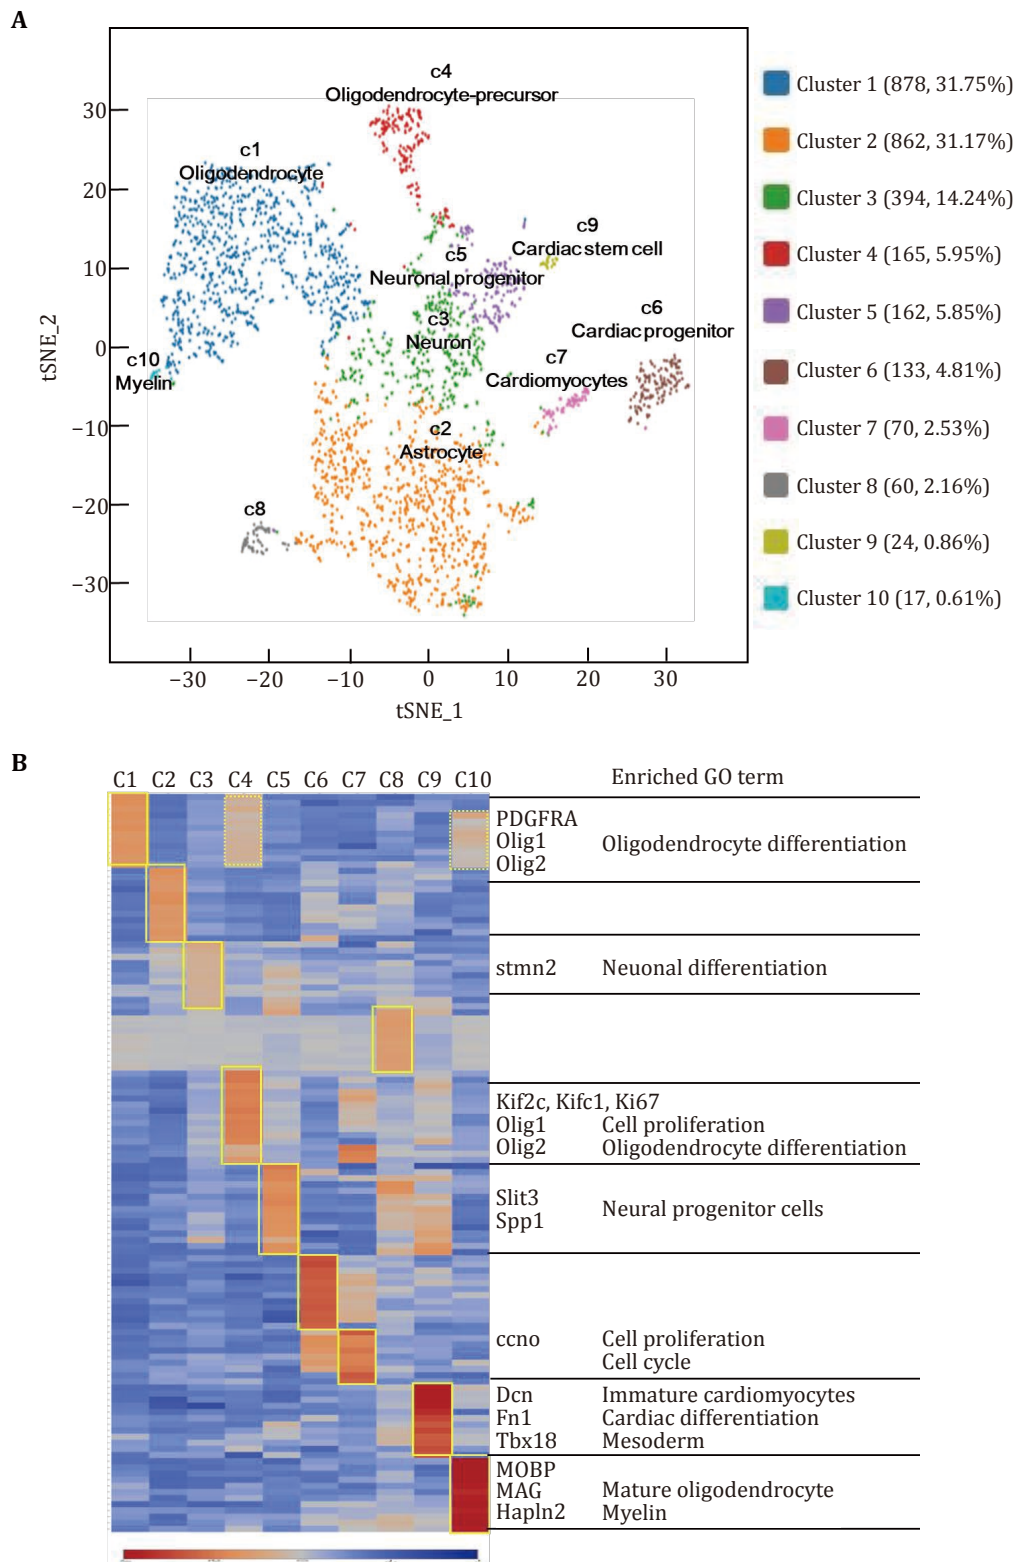 A
c4
Oligodendrocyte-precursor
c1
Oligodendrocyte
c9
Cardiac stem cell
c5
Neuronal progenitor
c6
Cardiac progenitor
c3
Neuron
c7
Cardiomyocytes
c10
Myelin
c2
Astrocyte
c8
30
20
10
0
−10
−20
−30
tSNE_2
−30
−20
−10
0
10
20
30
tSNE_1
Cluster 1 (878, 31.75%)
Cluster 2 (862, 31.17%)
Cluster 3 (394, 14.24%)
Cluster 4 (165, 5.95%)
Cluster 5 (162, 5.85%)
Cluster 6 (133, 4.81%)
Cluster 7 (70, 2.53%)
Cluster 8 (60, 2.16%)
Cluster 9 (24, 0.86%)
Cluster 10 (17, 0.61%)
B
C1 C2 C3 C4 C5 C6 C7 C8 C9 C10 Enriched GO term
PDGFRA
Olig1 Oligodendrocyte differentiation
Olig2
stmn2 Neuonal differentiation
Kif2c, Kifc1, Ki67
Olig1 Cell proliferation
Olig2 Oligodendrocyte differentiation
Slit3
Spp1 Neural progenitor cells
ccno Cell proliferation
Cell cycle
Dcn Immature cardiomyocytes
Fn1 Cardiac differentiation
Tbx18 Mesoderm
MOBP
MAG Mature oligodendrocyte
Hapln2 Myelin